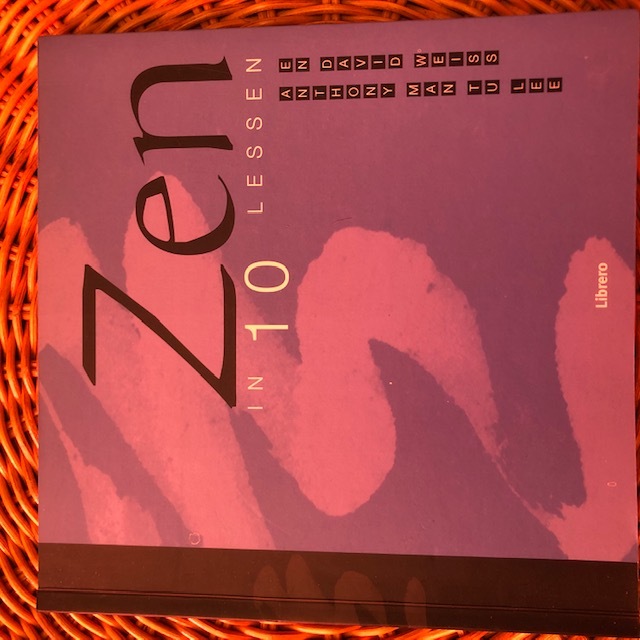 Zen
IN 10 LESSEN
ANTHONY MAN TU LEE
EN DAVID WEISS
Librero